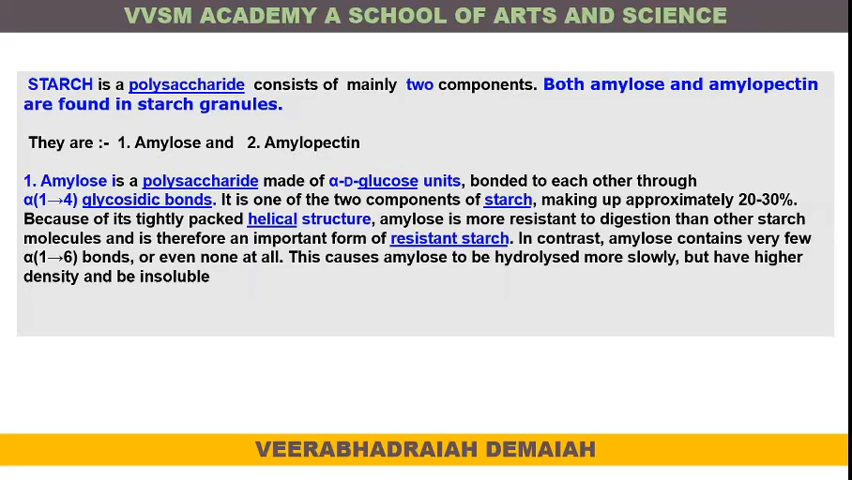 VVSM ACADEMY A SCHOOL OF ARTS AND SCIENCE
STARCH is a polysaccharide consists of mainly two components. Both amylose and amylopectin
are found in starch granules.
They are :- 1. Amylose and 2. Amylopectin
1. Amylose is a polysaccharide made of α-D-glucose units, bonded to each other through
α(1→4) glycosidic bonds. It is one of the two components of starch, making up approximately 20-30%.
Because of its tightly packed helical structure, amylose is more resistant to digestion than other starch
molecules and is therefore an important form of resistant starch. In contrast, amylose contains very few
α(1→6) bonds, or even none at all. This causes amylose to be hydrolysed more slowly, but have higher
density and be insoluble
VEERABHADRAIAH DEMAIAH